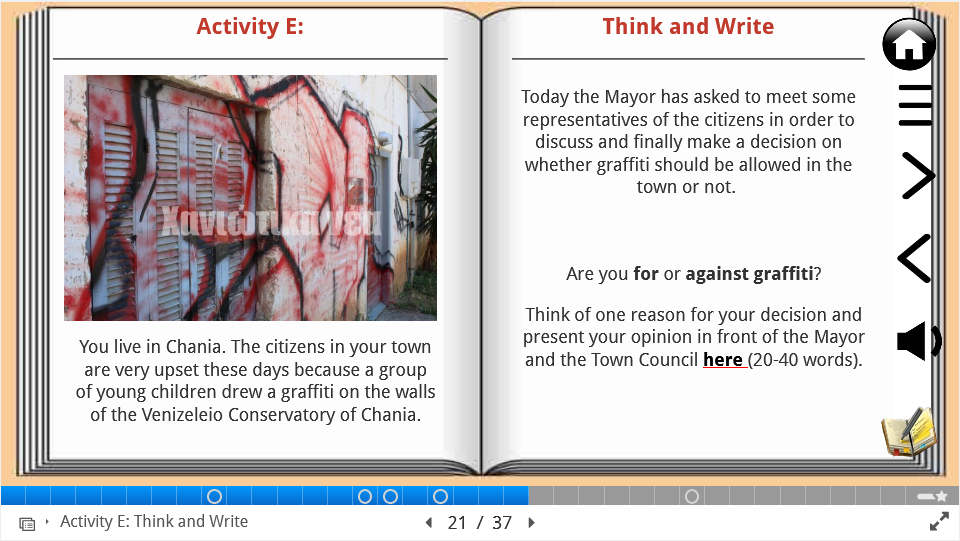 Activity E:
Χανιώτικα νέα
You live in Chania. The citizens in your town
are very upset these days because a group
of young children drew a graffiti on the walls
of the Venizeleio Conservatory of Chania.
Think and Write
Today the Mayor has asked to meet some
representatives of the citizens in order to
discuss and finally make a decision on
whether graffiti should be allowed in the
town or not.
Are you for or against graffiti?
Think of one reason for your decision and
present your opinion in front of the Mayor
and the Town Council here (20-40 words).
Activity E: Think and Write
21 / 37